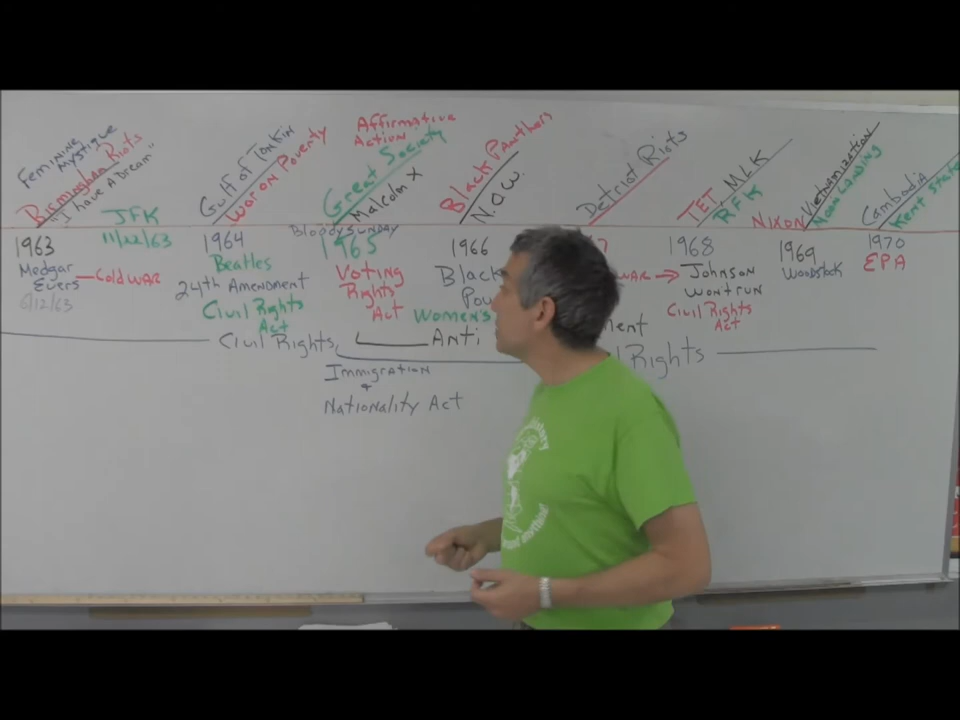 Feminine
Mystique
Birmingham Riots
"I have A Dream"
JFK
11/22/63
1963
Medgar
Evers
6/12/63
Cold WAR
Gulf of Tonkin
War on Poverty
1964
Beatles
24th Amendment
Civil Rights
Act
Affirmative
Action
Great Society
Malcolm X
Bloody SUNDAY
1965
Voting
Rights
Act
Black Panthers
N.O.W.
1966
Black
Women's
Detriot Riots
WAR
TET
MLK
RFK
1968
Johnson
Wont run
Civil Rights
Act
NIXON
Vietnamization
Moon Landing
1969
Woodstock
Cambodia
Kent State
1970
EPA
Civil Rights,
Anti
Rights
Immigration
+
Nationality Act